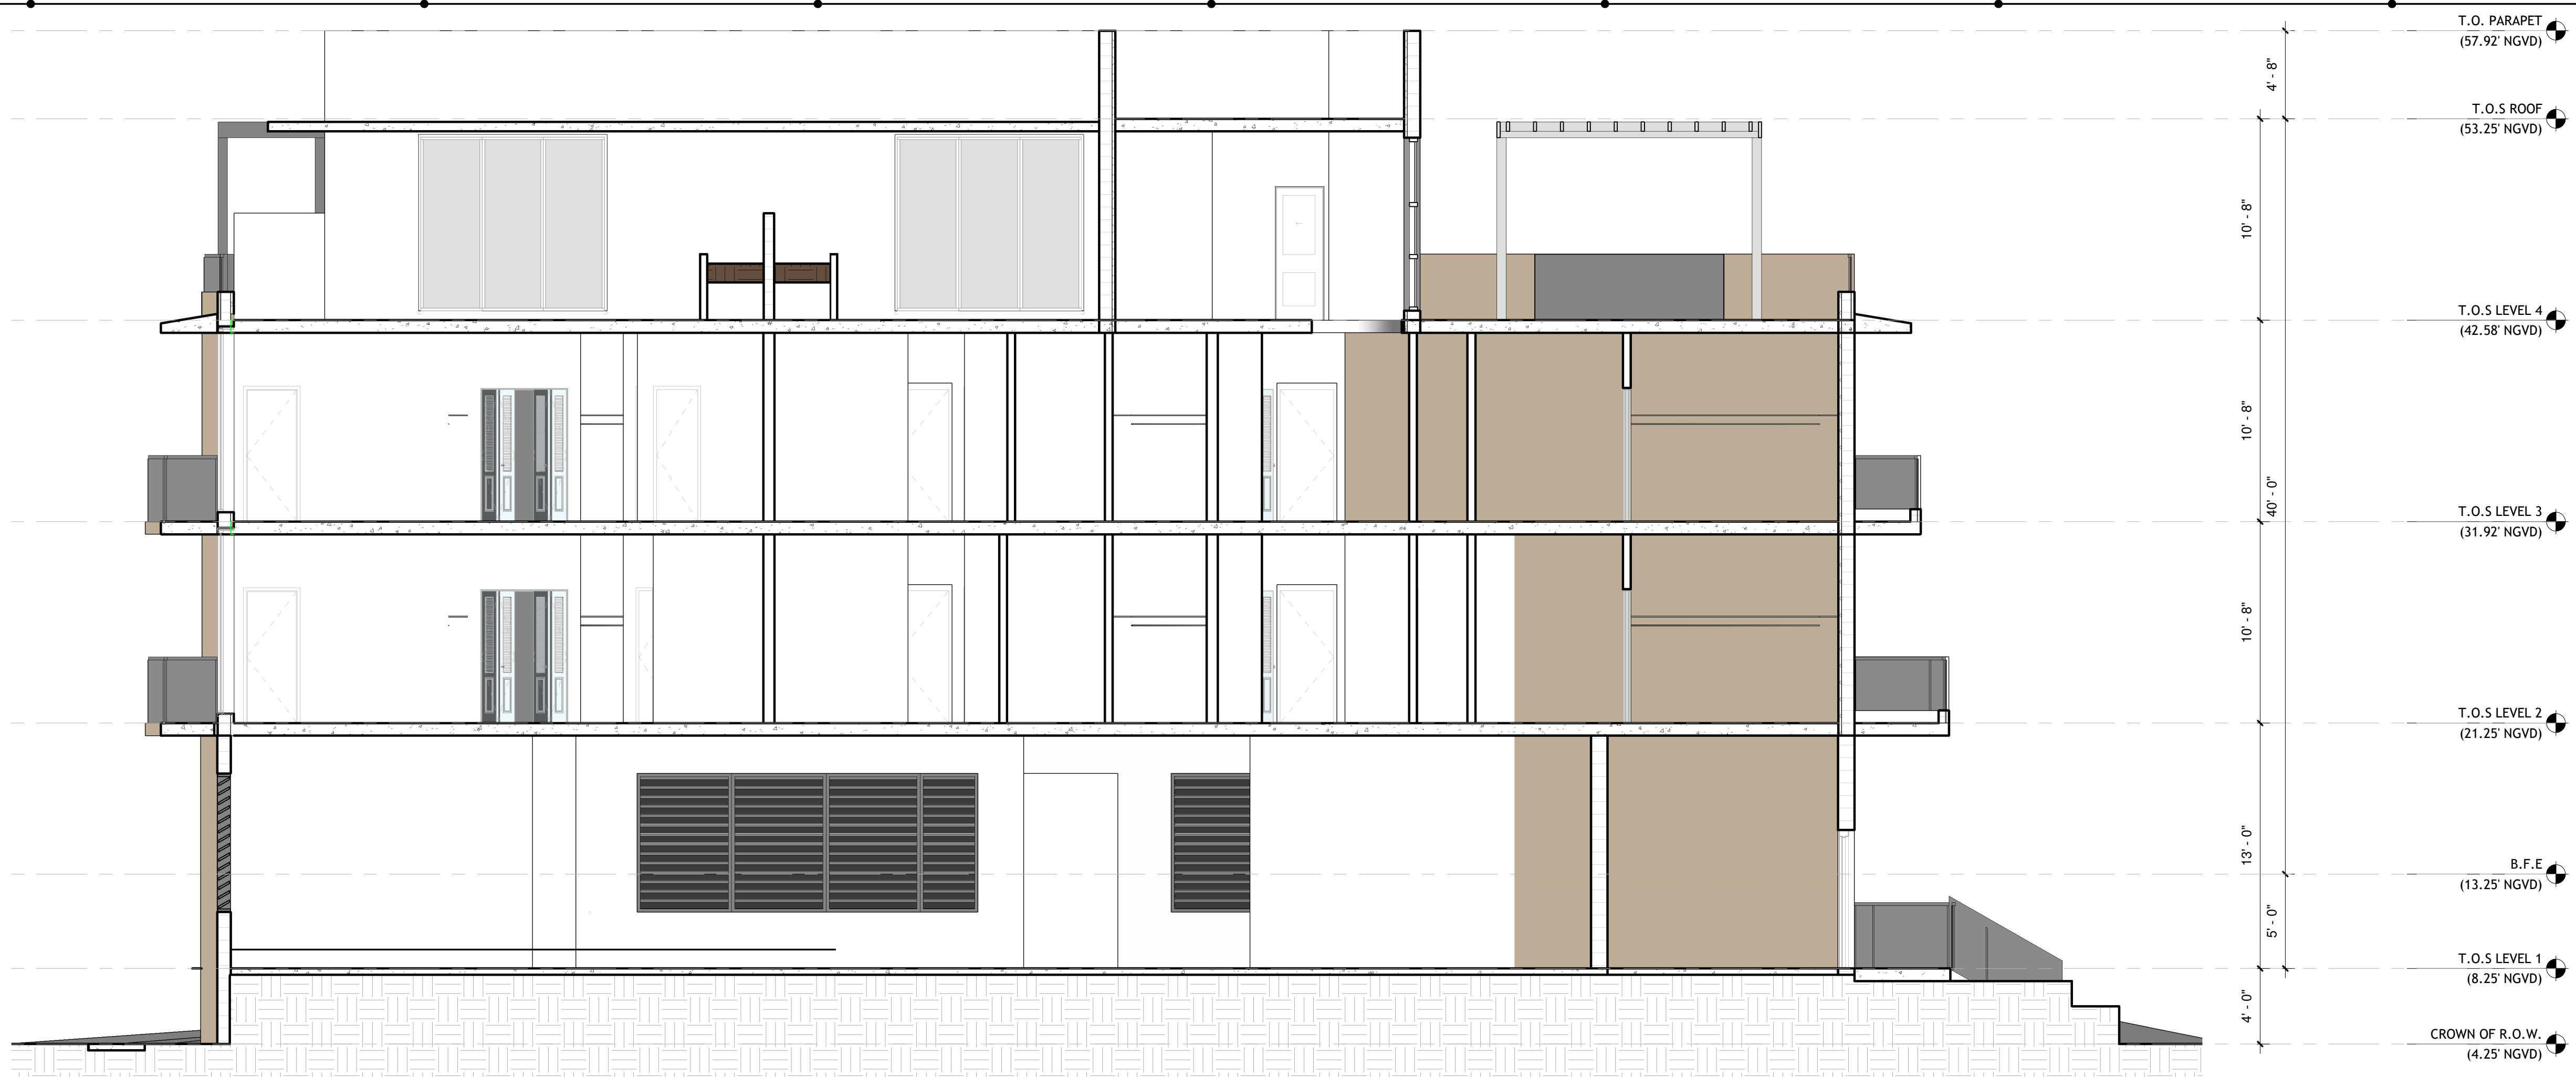 T.O. PARAPET
(57.92' NGVD)
4' - 8"
T.O.S ROOF
(53.25' NGVD)
10' - 8"
T.O.S LEVEL 4
(42.58' NGVD)
10' - 8"
40' - 0"
T.O.S LEVEL 3
(31.92' NGVD)
10' - 8"
T.O.S LEVEL 2
(21.25' NGVD)
13' - 0"
B.F.E
(13.25' NGVD)
5' - 0"
T.O.S LEVEL 1
(8.25' NGVD)
4' - 0"
CROWN OF R.O.W.
(4.25' NGVD)